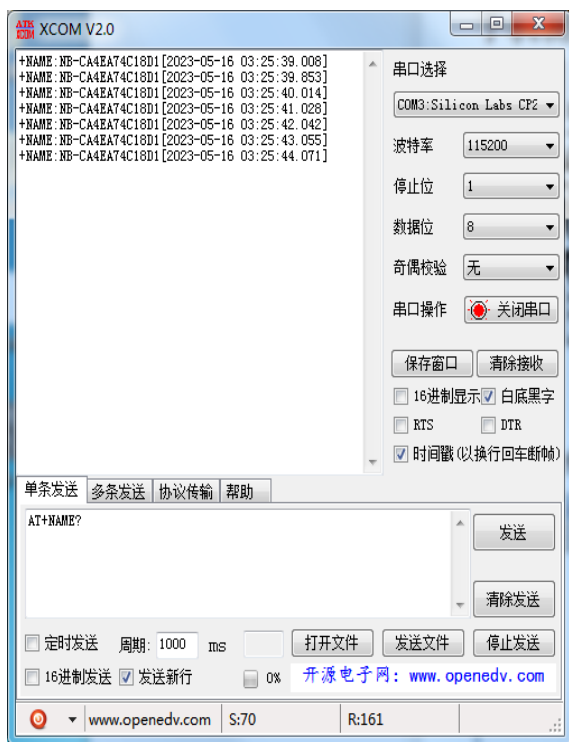 ATK XCOM XCOM V2.0
+NAME:NB-CA4EA74C18D1[2023-05-16 03:25:39.008]
+NAME:NB-CA4EA74C18D1[2023-05-16 03:25:39.853]
+NAME:NB-CA4EA74C18D1[2023-05-16 03:25:40.014]
+NAME:NB-CA4EA74C18D1[2023-05-16 03:25:41.028]
+NAME:NB-CA4EA74C18D1[2023-05-16 03:25:42.042]
+NAME:NB-CA4EA74C18D1[2023-05-16 03:25:43.055]
+NAME:NB-CA4EA74C18D1[2023-05-16 03:25:44.071]
串口选择
COM3:Silicon Labs CP2
波特率 115200
停止位 1
数据位 8
奇偶校验 无
串口操作 关闭串口
保存窗口 清除接收
16进制显示 白底黑字
RTS DTR
时间戳(以换行回车断帧)
单条发送 多条发送 协议传输 帮助
AT+NAME?
发送
清除发送
定时发送 周期: 1000 ms 打开文件 发送文件 停止发送
16进制发送 发送新行 0% 开源电子网: www.openedv.com
www.openedv.com S:70 R:161